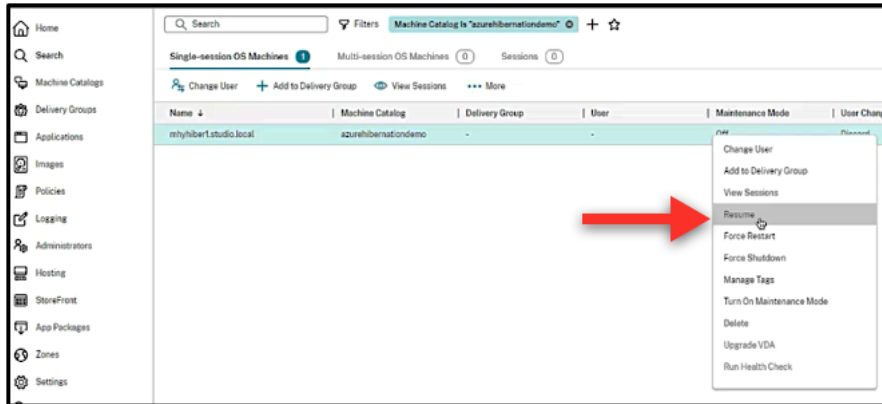 Home
Search
Machine Catalogs
Delivery Groups
Applications
Images
Policies
Logging
Administrators
Hosting
StoreFront
App Packages
Zones
Settings
Search Filters Machine Catalog Is "azurehibernationdemo"
Single-session OS Machines 1 Multi-session OS Machines (0) Sessions (0)
Change User Add to Delivery Group View Sessions More
Name Machine Catalog Delivery Group User Maintenance Mode User Chang
mhyhiber1.studio.local azurehibernationdemo - - Off Discard
Change User
Add to Delivery Group
View Sessions
Resume
Force Restart
Force Shutdown
Manage Tags
Turn On Maintenance Mode
Delete
Upgrade VDA
Run Health Check